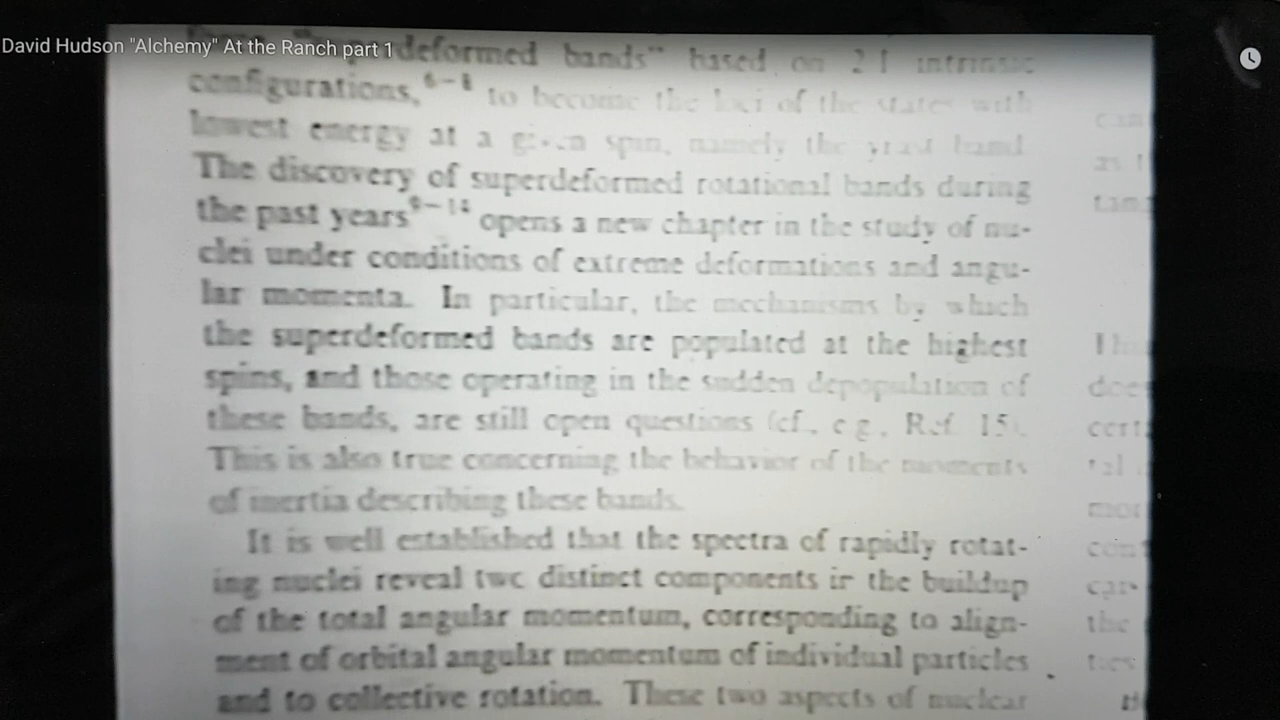 David Hudson "Alchemy" At the Ranch part 1
deformed bands" based on 2:1 intrinsic
configurations,⁶⁻⁸ to become the loci of the states with
lowest energy at a given spin, namely the yrast band.
The discovery of superdeformed rotational bands during
the past years⁹⁻¹⁴ opens a new chapter in the study of nu-
clei under conditions of extreme deformations and angu-
lar momenta. In particular, the mechanisms by which
the superdeformed bands are populated at the highest
spins, and those operating in the sudden depopulation of
these bands, are still open questions (cf., e.g., Ref. 15).
This is also true concerning the behavior of the moments
of inertia describing these bands.
It is well established that the spectra of rapidly rotat-
ing nuclei reveal two distinct components in the buildup
of the total angular momentum, corresponding to align-
ment of orbital angular momentum of individual particles
and to collective rotation. These two aspects of nuclear